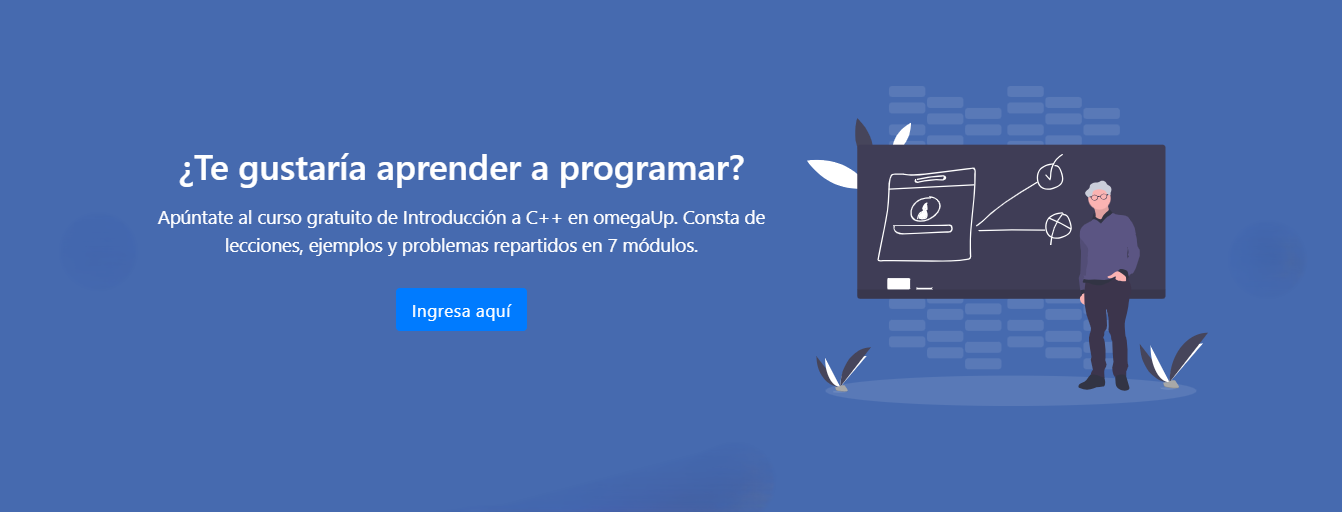 ¿Te gustaría aprender a programar?
Apúntate al curso gratuito de Introducción a C++ en omegaUp. Consta de
lecciones, ejemplos y problemas repartidos en 7 módulos.
Ingresa aquí